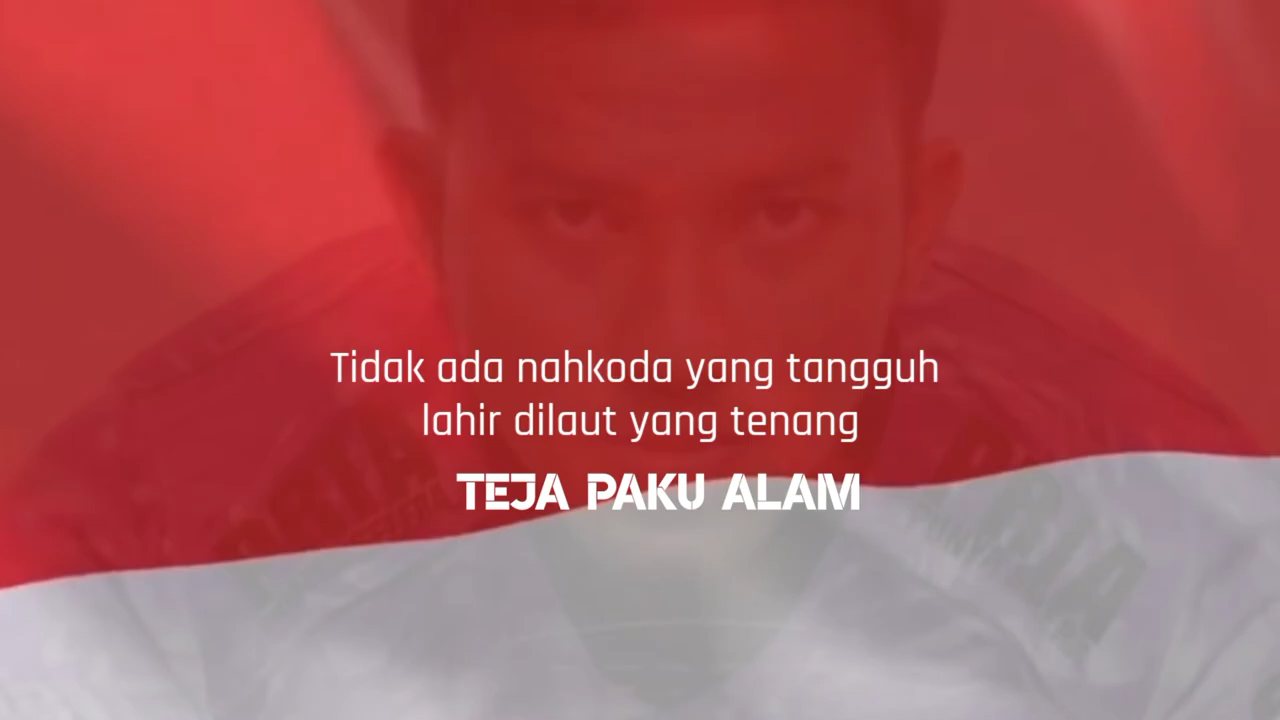 Tidak ada nahkoda yang tangguh
lahir dilaut yang tenang
TEJA PAKU ALAM